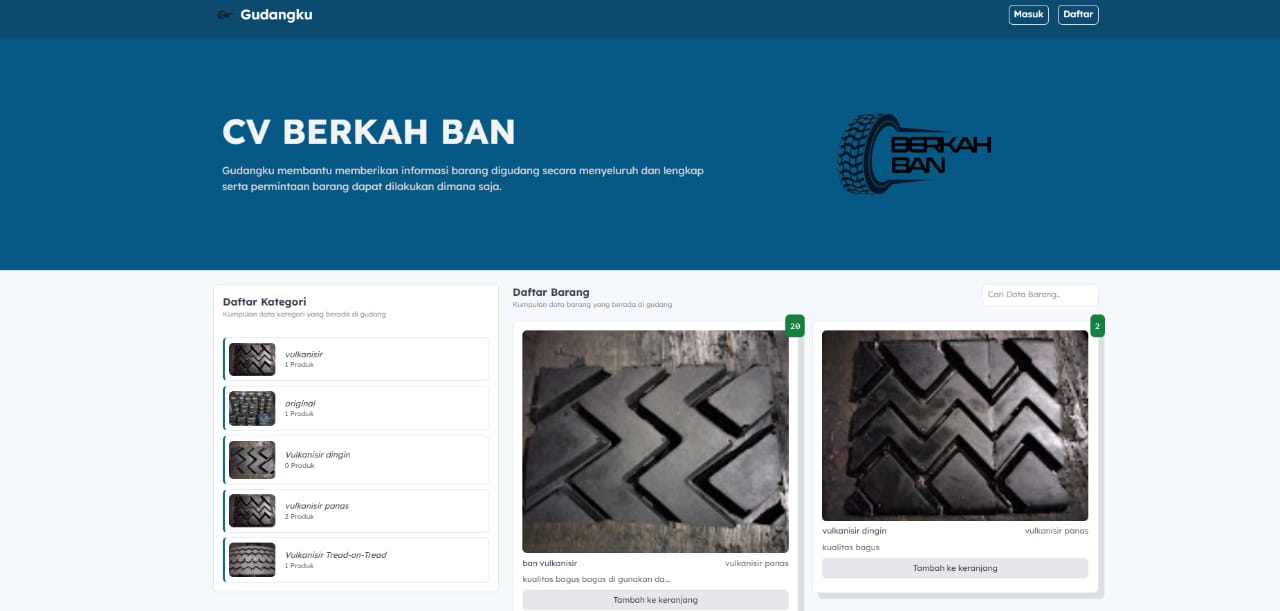 Gudangku
Masuk
Daftar
CV BERKAH BAN
Gudangku membantu memberikan informasi barang digudang secara menyeluruh dan lengkap
serta permintaan barang dapat dilakukan dimana saja.
BERKAH
BAN
Daftar Kategori
Kumpulan data kategori yang berada di gudang
vulkanisir
1 Produk
original
1 Produk
Vulkanisir dingin
0 Produk
vulkanisir panas
2 Produk
Vulkanisir Tread-on-Tread
1 Produk
Daftar Barang
Kumpulan data barang yang berada di gudang
Cari Data Barang..
20
ban vulkanisir
vulkanisir panas
kualitas bagus bagus di gunakan da...
Tambah ke keranjang
2
vulkanisir dingin
vulkanisir panas
kualitas bagus
Tambah ke keranjang